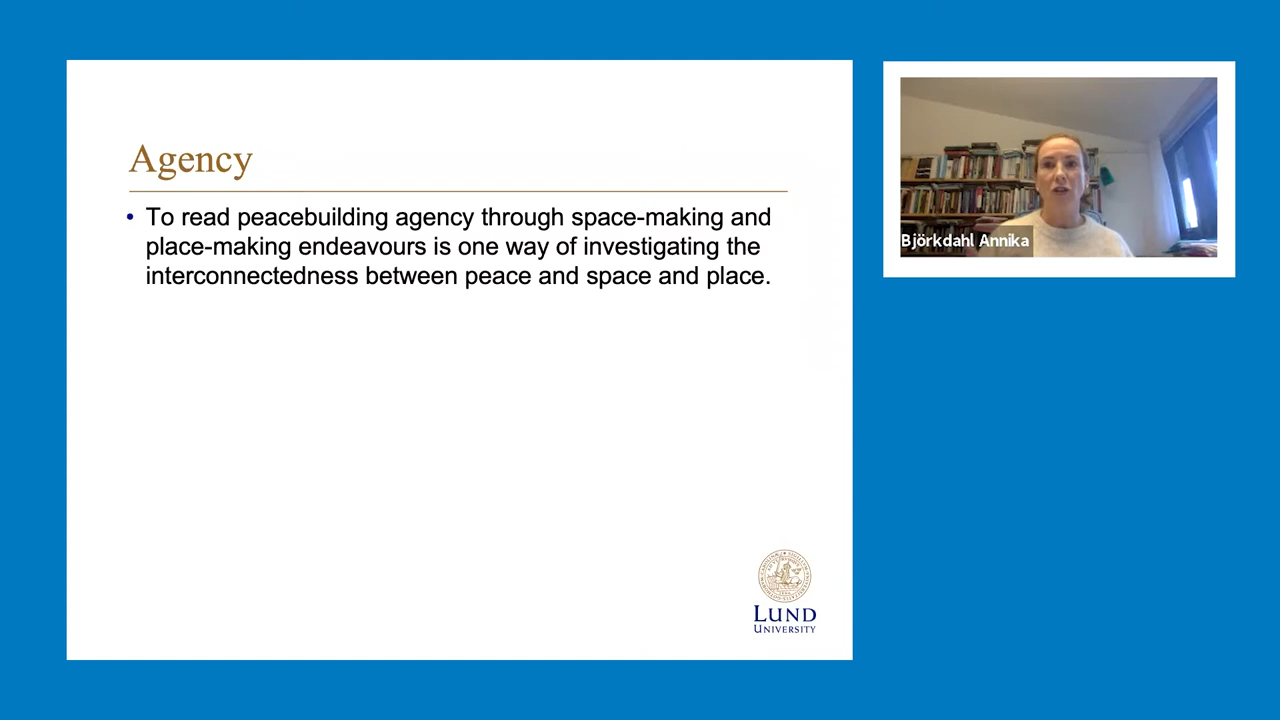 Agency
• To read peacebuilding agency through space-making and
place-making endeavours is one way of investigating the
interconnectedness between peace and space and place.
Björkdahl Annika
LUND
UNIVERSITY